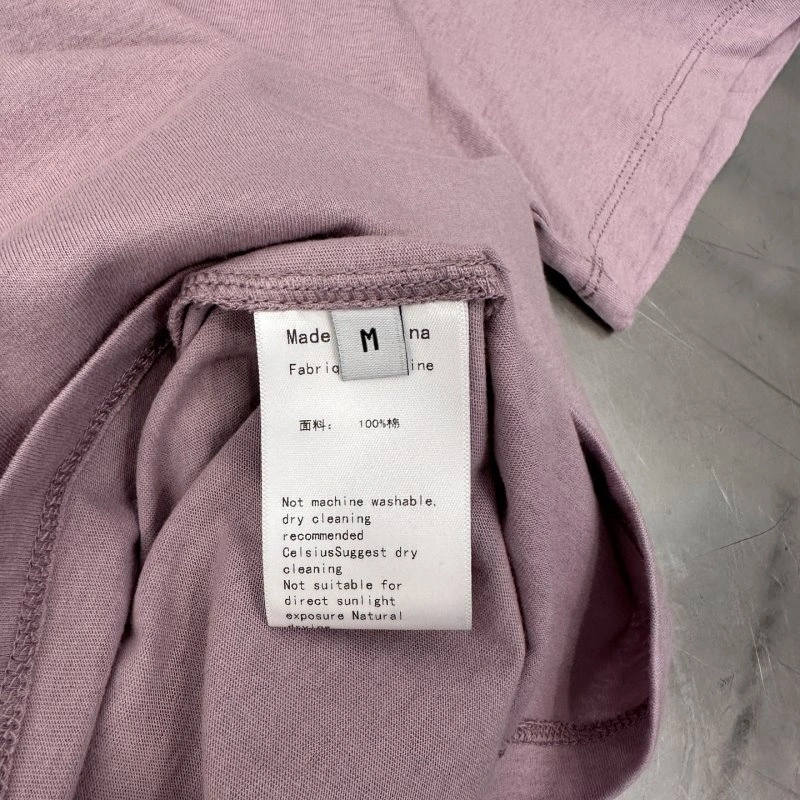 Made na
M
Fabriq ine
面料： 100%棉
Not machine washable,
dry cleaning
recommended
CelsiusSuggest dry
cleaning
Not suitable for
direct sunlight
exposure Natural